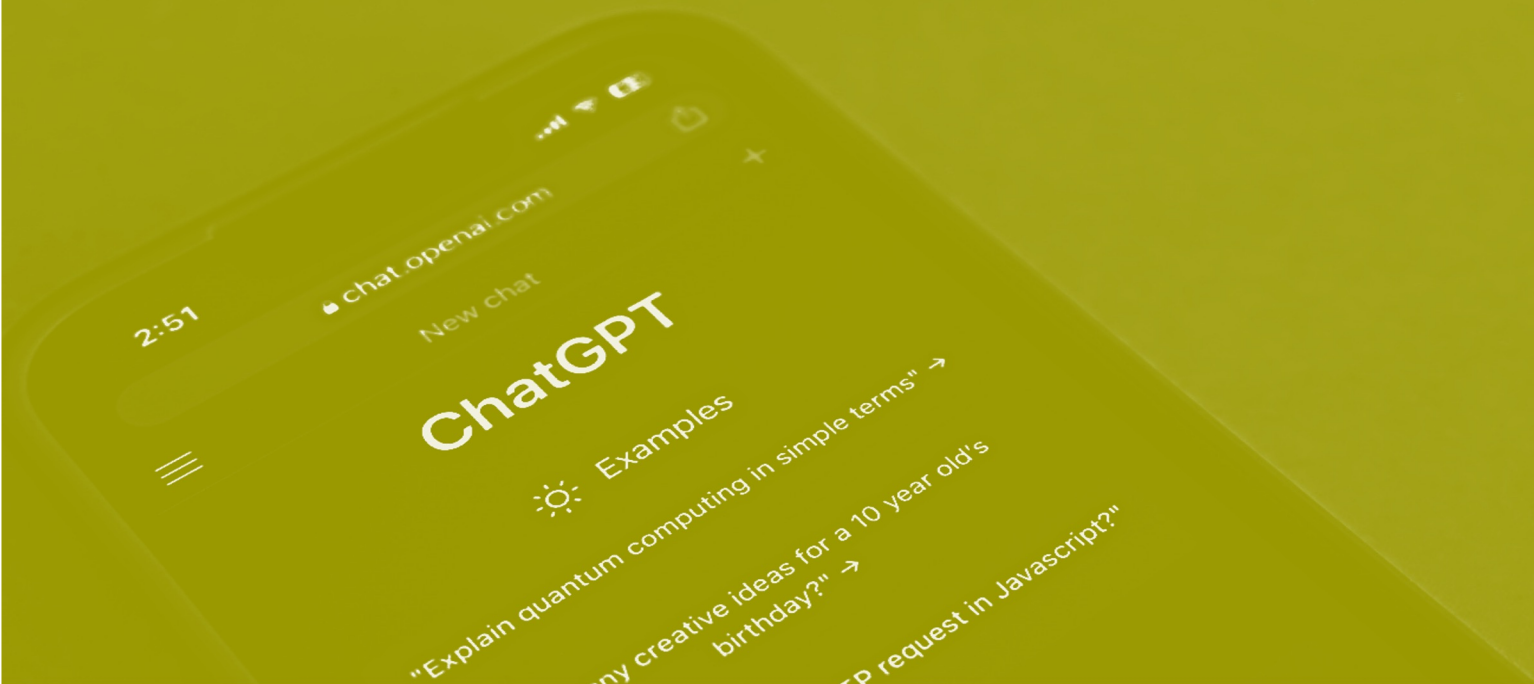 2:51
chat.openai.com
New chat
ChatGPT
Examples
"Explain quantum computing in simple terms" →
creative ideas for a 10 year old's
birthday?" →
request in Javascript?"